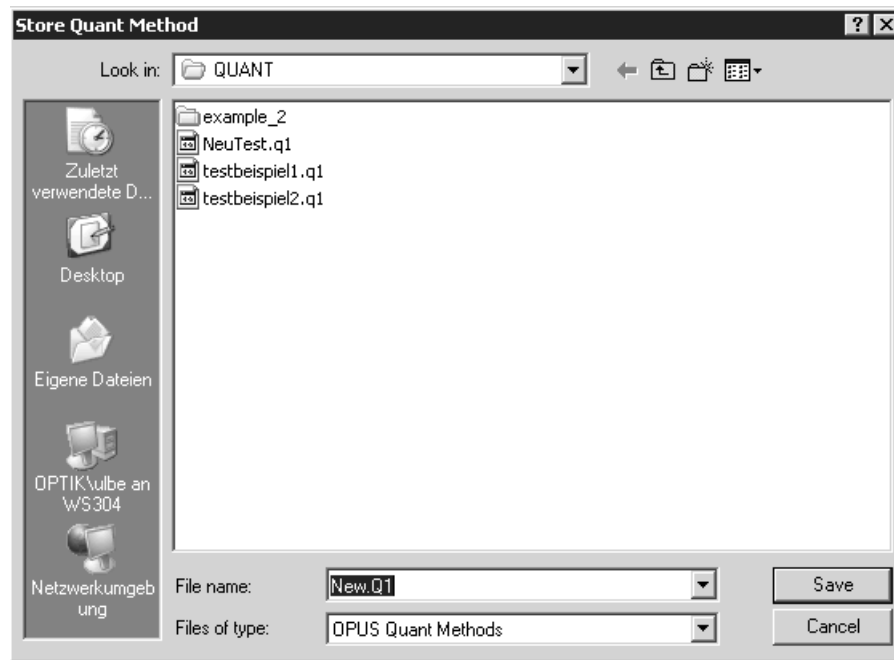 Store Quant Method
Look in:
QUANT
example_2
NeuTest.q1
testbeispiel1.q1
testbeispiel2.q1
Zuletzt
verwendete D...
Desktop
Eigene Dateien
OPTIK\ulbe an
WS304
Netzwerkumgeb
ung
File name:
New.Q1
Save
Files of type:
OPUS Quant Methods
Cancel